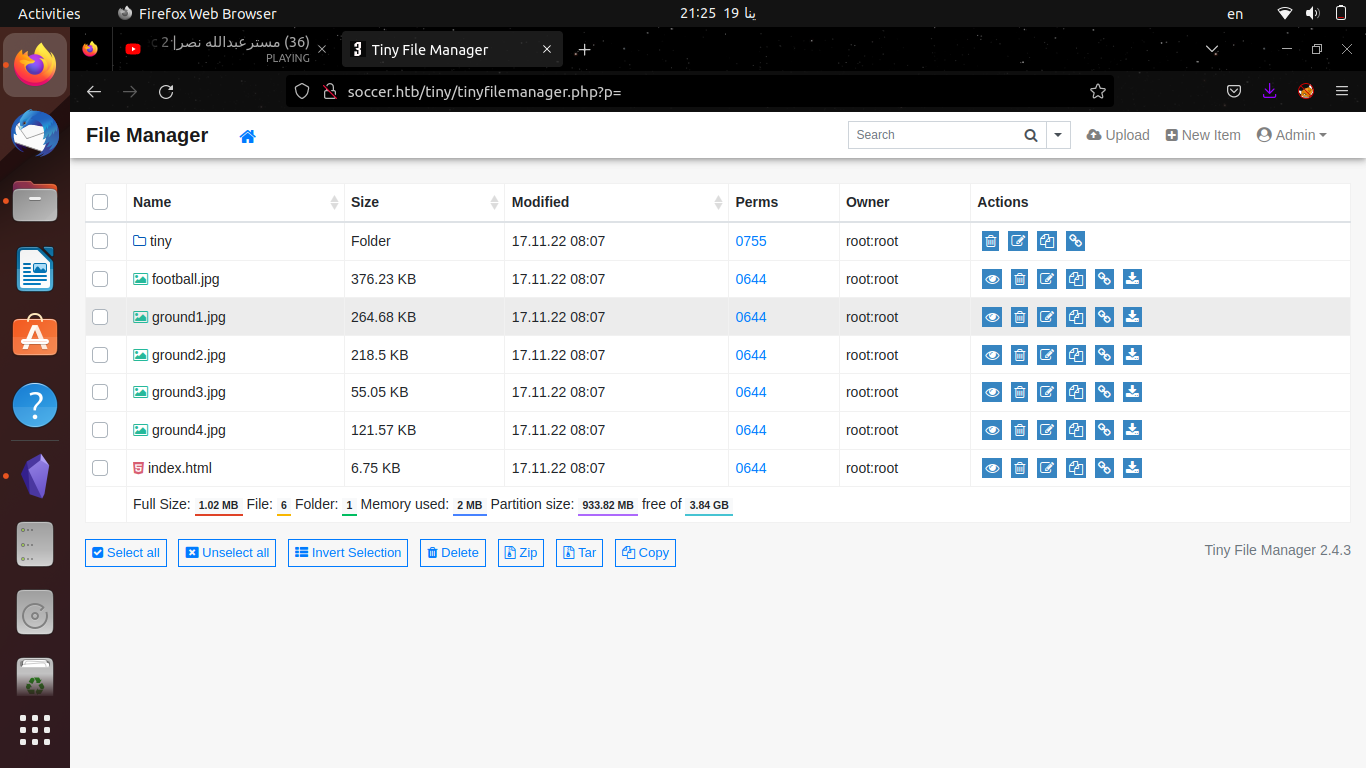 Activities Firefox Web Browser 21:25 19 ينا en
(36) مسترعبدالله نصر|2
PLAYING
Tiny File Manager
soccer.htb/tiny/tinyfilemanager.php?p=
File Manager Search Upload New Item Admin
Name Size Modified Perms Owner Actions
tiny Folder 17.11.22 08:07 0755 root:root
football.jpg 376.23 KB 17.11.22 08:07 0644 root:root
ground1.jpg 264.68 KB 17.11.22 08:07 0644 root:root
ground2.jpg 218.5 KB 17.11.22 08:07 0644 root:root
ground3.jpg 55.05 KB 17.11.22 08:07 0644 root:root
ground4.jpg 121.57 KB 17.11.22 08:07 0644 root:root
index.html 6.75 KB 17.11.22 08:07 0644 root:root
Full Size: 1.02 MB File: 6 Folder: 1 Memory used: 2 MB Partition size: 933.82 MB free of 3.84 GB
Select all Unselect all Invert Selection Delete Zip Tar Copy Tiny File Manager 2.4.3